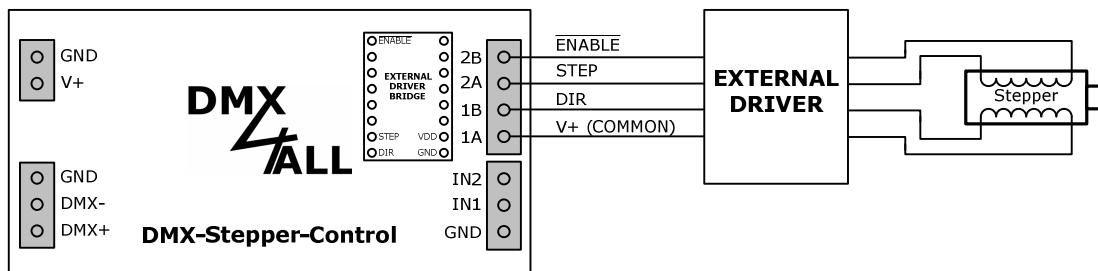 GND
V+
GND
DMX-
DMX+
DMX
4
ALL
DMX-Stepper-Control
ENABLE
EXTERNAL
DRIVER
BRIDGE
STEP VDD
DIR GND
2B
2A
1B
1A
IN2
IN1
GND
ENABLE
STEP
DIR
V+ (COMMON)
EXTERNAL
DRIVER
Stepper